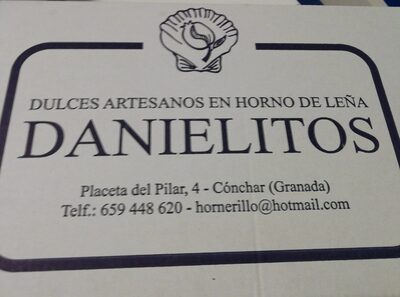 DULCES ARTESANOS EN HORNO DE LEÑA
DANIELITOS
Placeta del Pilar, 4 - Cónchar (Granada)
Telf.: 659 448 620 - hornerillo@hotmail.com